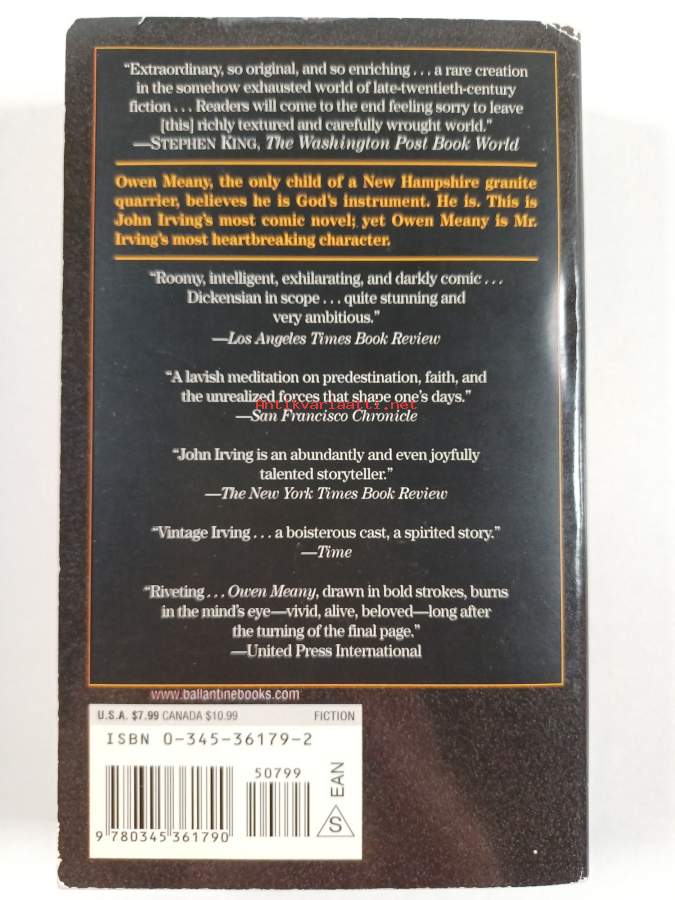 “Extraordinary, so original, and so enriching . . . a rare creation
in the somehow exhausted world of late-twentieth-century
fiction . . . Readers will come to the end feeling sorry to leave
[this] richly textured and carefully wrought world.”
—STEPHEN KING, The Washington Post Book World
Owen Meany, the only child of a New Hampshire granite
quarrier, believes he is God's instrument. He is. This is
John Irving's most comic novel; yet Owen Meany is Mr.
Irving's most heartbreaking character.
“Roomy, intelligent, exhilarating, and darkly comic . . .
Dickensian in scope . . . quite stunning and
very ambitious.”
—Los Angeles Times Book Review
“A lavish meditation on predestination, faith, and
the unrealized forces that shape one's days.”
Antikvariaatti.net
—San Francisco Chronicle
“John Irving is an abundantly and even joyfully
talented storyteller.”
—The New York Times Book Review
“Vintage Irving . . . a boisterous cast, a spirited story.”
—Time
“Riveting . . . Owen Meany, drawn in bold strokes, burns
in the mind's eye—vivid, alive, beloved—long after
the turning of the final page.”
—United Press International
www.ballantinebooks.com
U.S.A. $7.99 CANADA $10.99 FICTION
ISBN 0-345-36179-2
50799
9 780345 361790
S
EAN